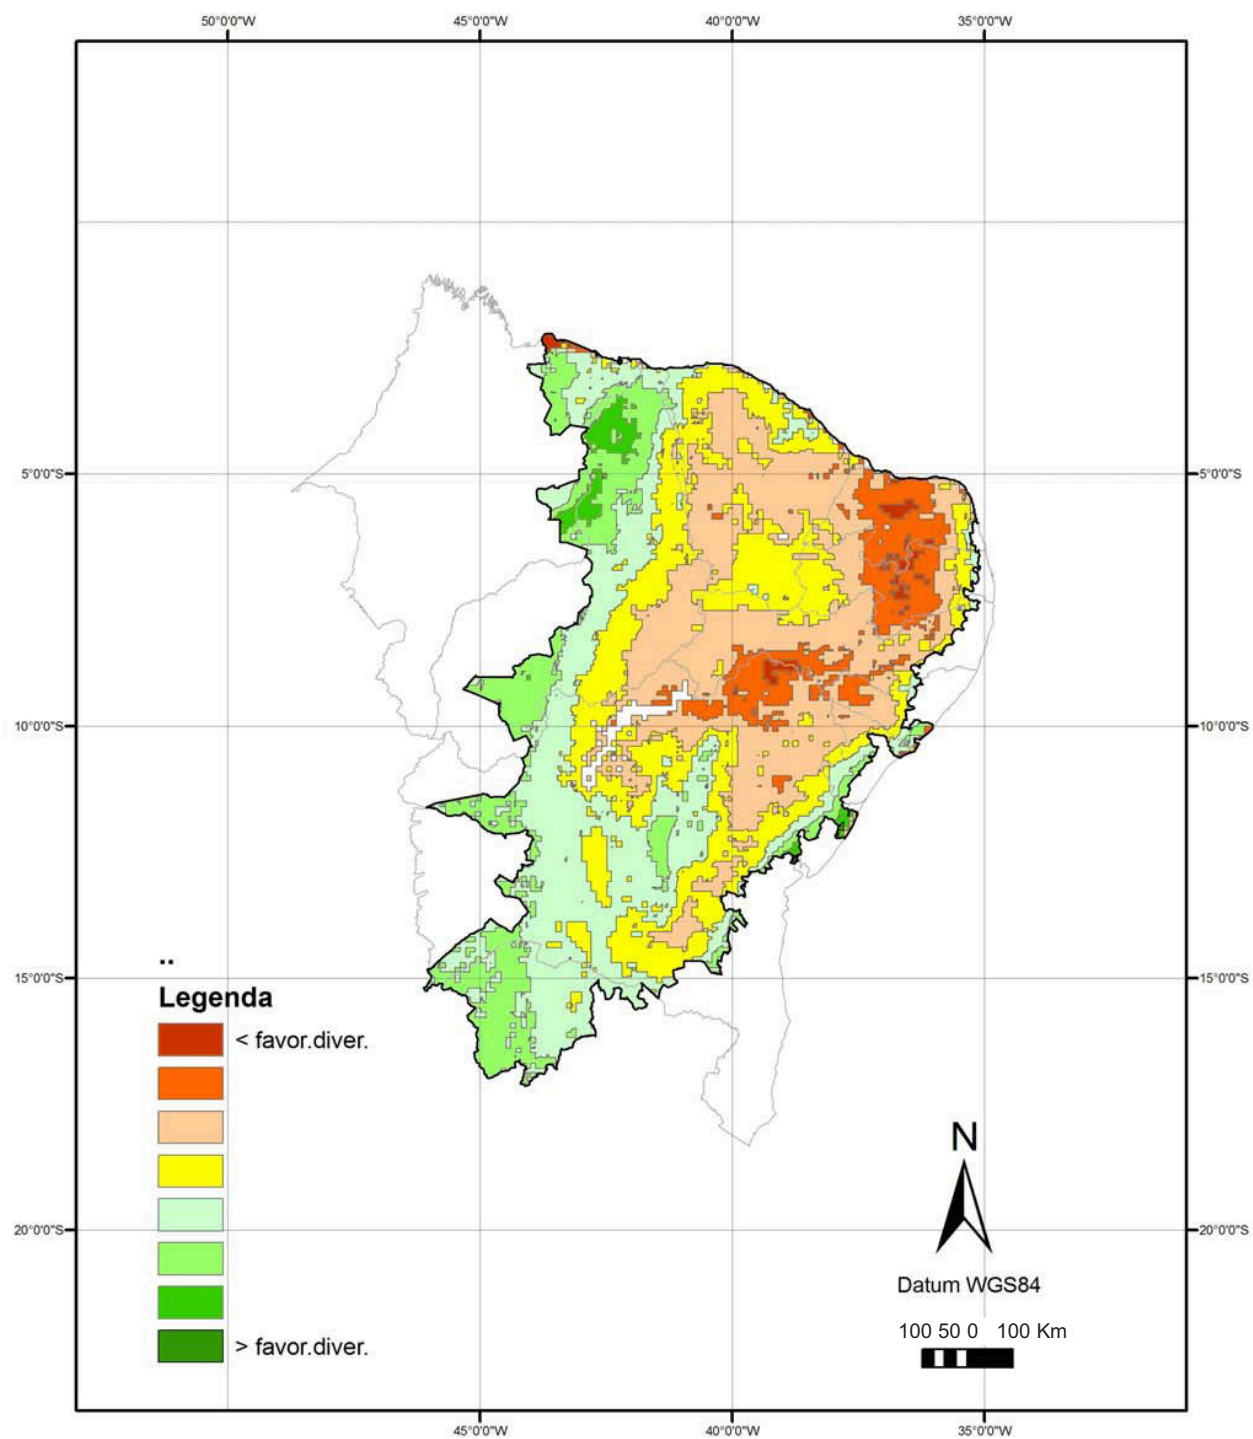 50°0'0"W 45°0'0"W 40°0'0"W 35°0'0"W
5°0'0"S 5°0'0"S
10°0'0"S 10°0'0"S
15°0'0"S 15°0'0"S
..
Legenda
< favor.diver.
> favor.diver.
N
20°0'0"S 20°0'0"S
Datum WGS84
100 50 0 100 Km
45°0'0"W 40°0'0"W 35°0'0"W